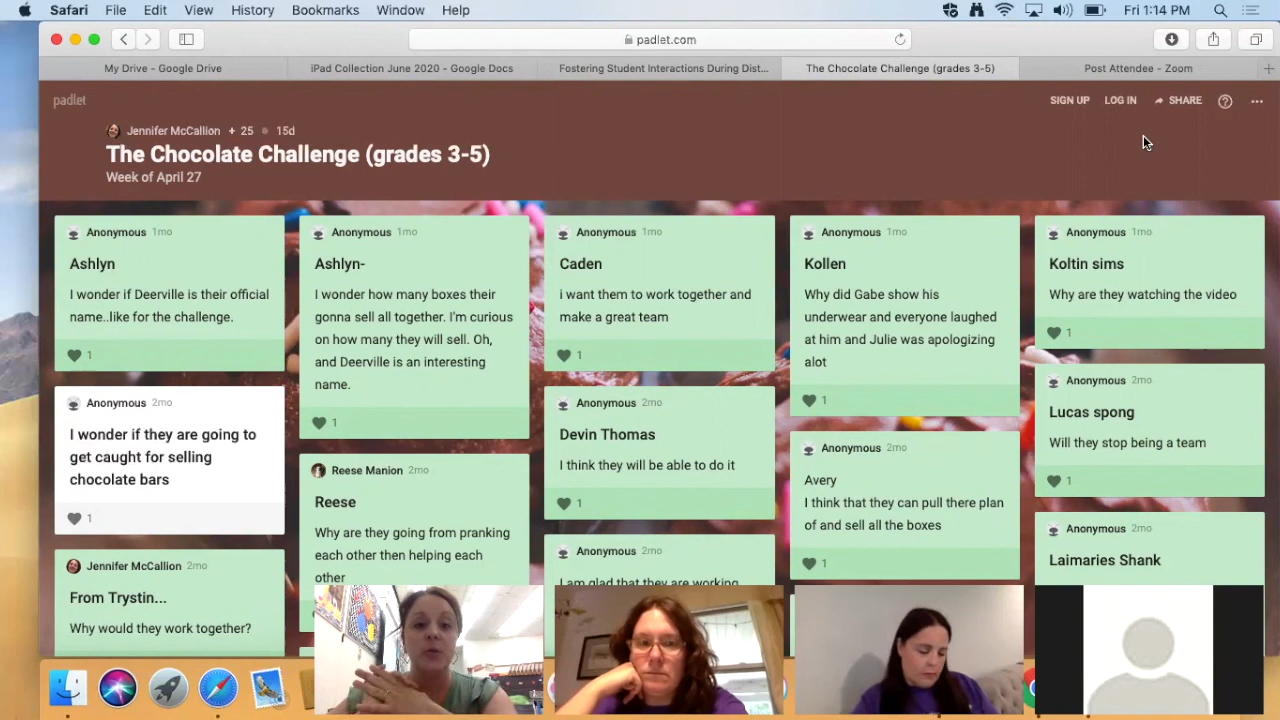 Safari File Edit View History Bookmarks Window Help Fri 1:14 PM
padlet.com
My Drive - Google Drive iPad Collection June 2020 - Google Docs Fostering Student Interactions During Dist... The Chocolate Challenge (grades 3-5) Post Attendee - Zoom
padlet SIGN UP LOG IN SHARE
Jennifer McCallion + 25 15d
The Chocolate Challenge (grades 3-5)
Week of April 27
Anonymous 1mo
Ashlyn
I wonder if Deerville is their official
name..like for the challenge.
1
Anonymous 2mo
I wonder if they are going to
get caught for selling
chocolate bars
1
Jennifer McCallion 2mo
From Trystin...
Why would they work together?
Anonymous 1mo
Ashlyn-
I wonder how many boxes their
gonna sell all together. I'm curious
on how many they will sell. Oh,
and Deerville is an interesting
name.
1
Reese Manion 2mo
Reese
Why are they going from pranking
each other then helping each
other
Anonymous 1mo
Caden
i want them to work together and
make a great team
1
Anonymous 2mo
Devin Thomas
I think they will be able to do it
1
Anonymous 2mo
I am glad that they are working
Anonymous 1mo
Kollen
Why did Gabe show his
underwear and everyone laughed
at him and Julie was apologizing
alot
1
Anonymous 2mo
Avery
I think that they can pull there plan
of and sell all the boxes
1
Anonymous 1mo
Koltin sims
Why are they watching the video
1
Anonymous 2mo
Lucas spong
Will they stop being a team
1
Anonymous 2mo
Laimaries Shank